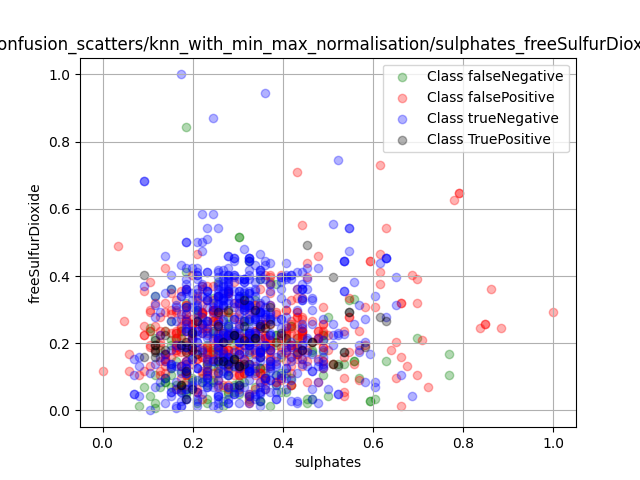 onfusion_scatters/knn_with_min_max_normalisation/sulphates_freeSulfurDiox
Class falseNegative
Class falsePositive
Class trueNegative
Class TruePositive
freeSulfurDioxide
1.0
0.8
0.6
0.4
0.2
0.0
0.0 0.2 0.4 0.6 0.8 1.0
sulphates